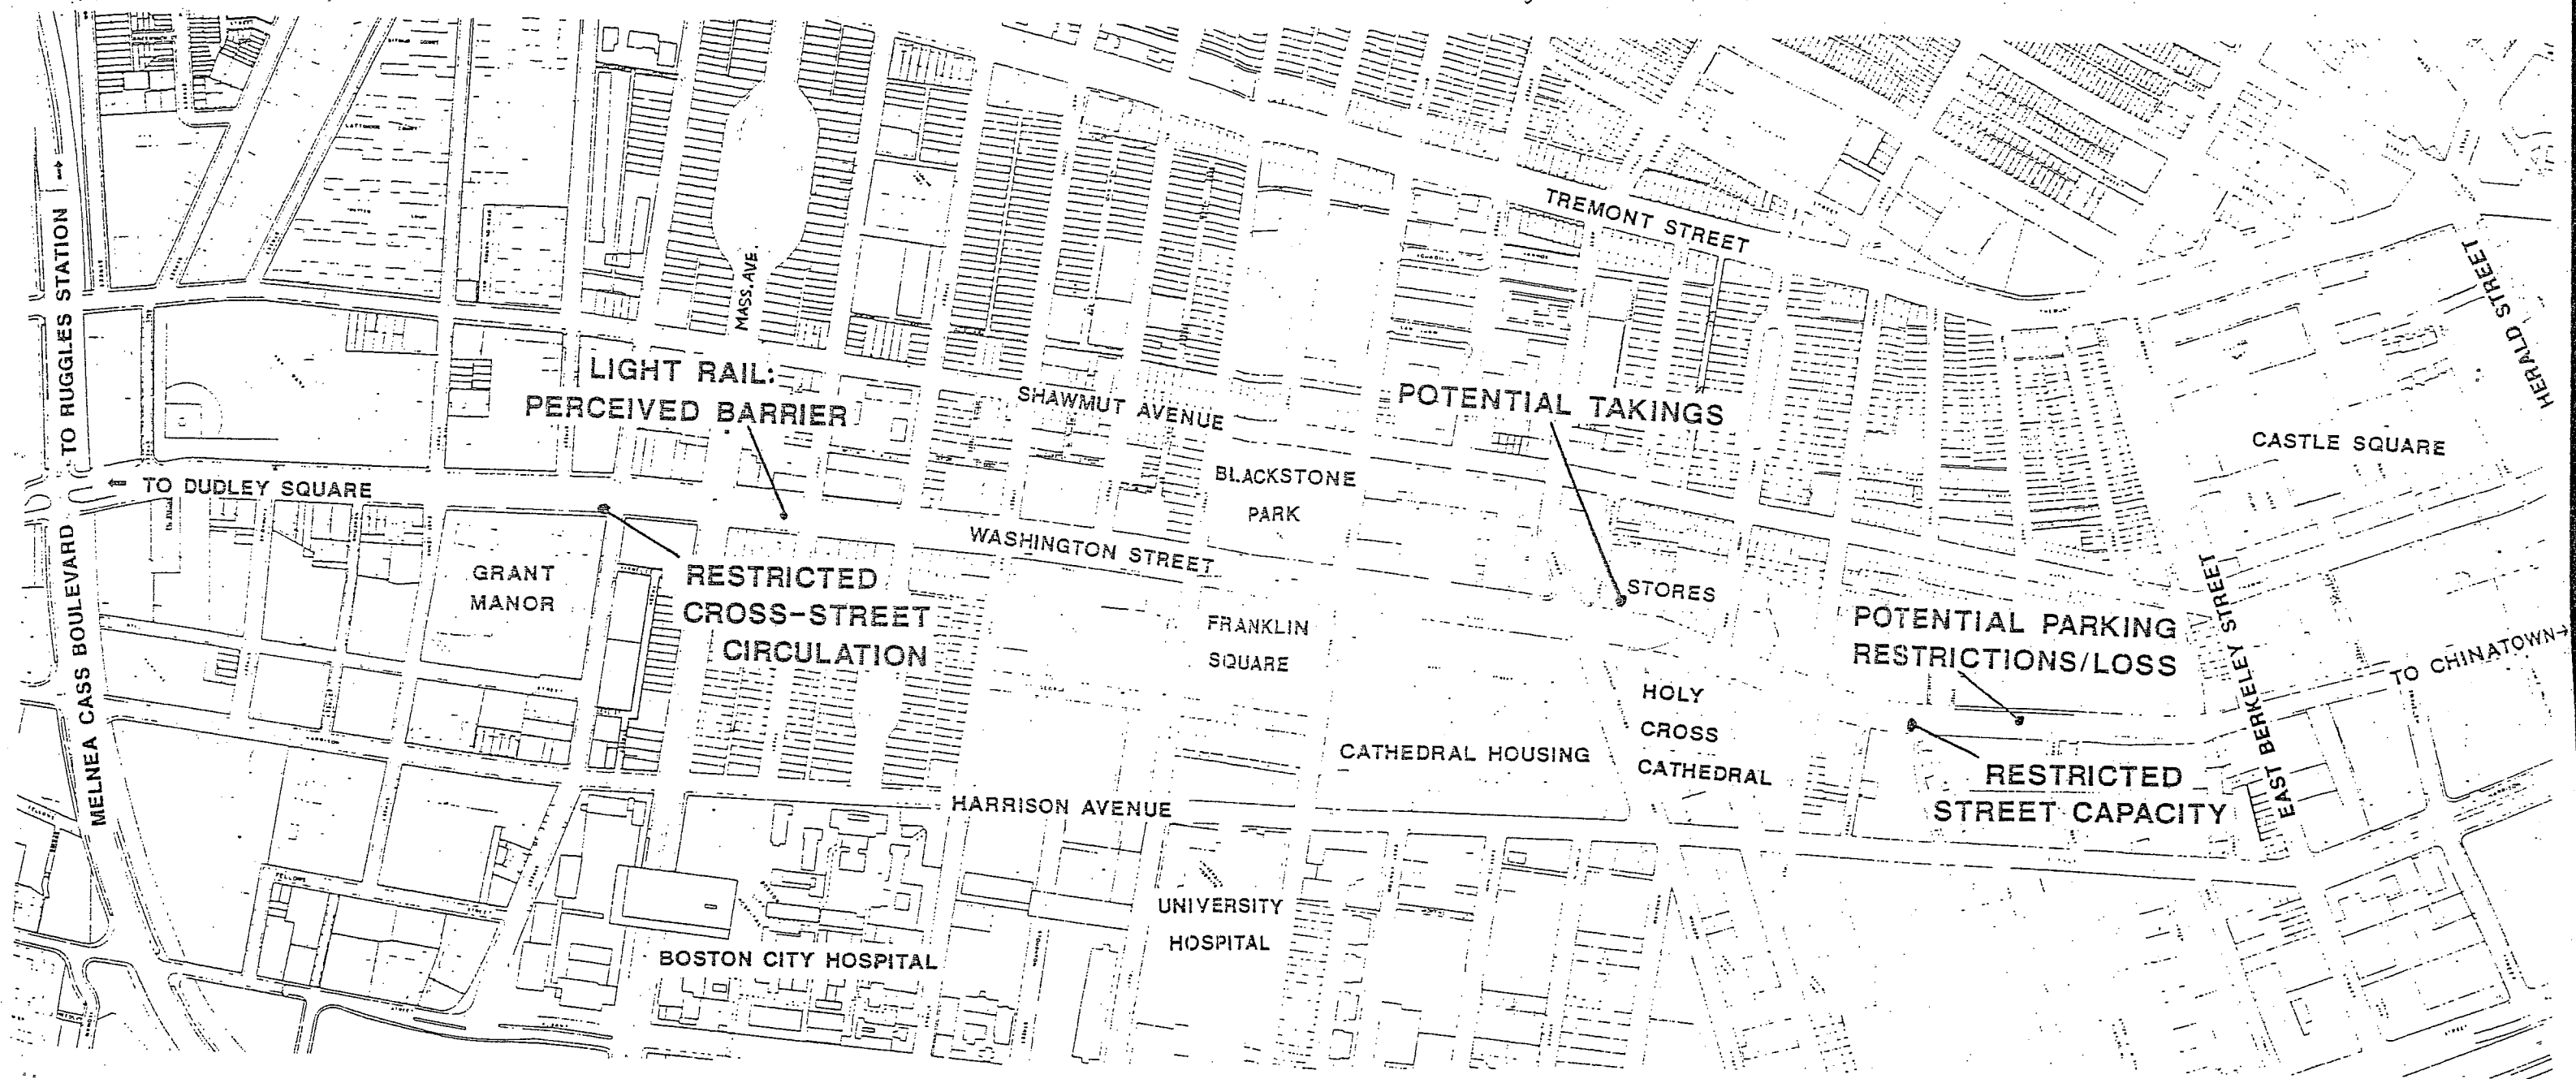 TREMONT STREET
HERALD STREET
TO RUGGLES STATION →
MASS. AVE.
LIGHT RAIL:
PERCEIVED BARRIER
SHAWMUT AVENUE
POTENTIAL TAKINGS
CASTLE SQUARE
BLACKSTONE
PARK
← TO DUDLEY SQUARE
WASHINGTON STREET
GRANT
MANOR
RESTRICTED
CROSS-STREET
CIRCULATION
STORES
FRANKLIN
SQUARE
POTENTIAL PARKING
RESTRICTIONS/LOSS
TO CHINATOWN→
EAST BERKELEY STREET
MELNEA CASS BOULEVARD
HOLY
CROSS
CATHEDRAL
CATHEDRAL HOUSING
RESTRICTED
STREET CAPACITY
HARRISON AVENUE
UNIVERSITY
HOSPITAL
BOSTON CITY HOSPITAL
FELLOWS
STREET